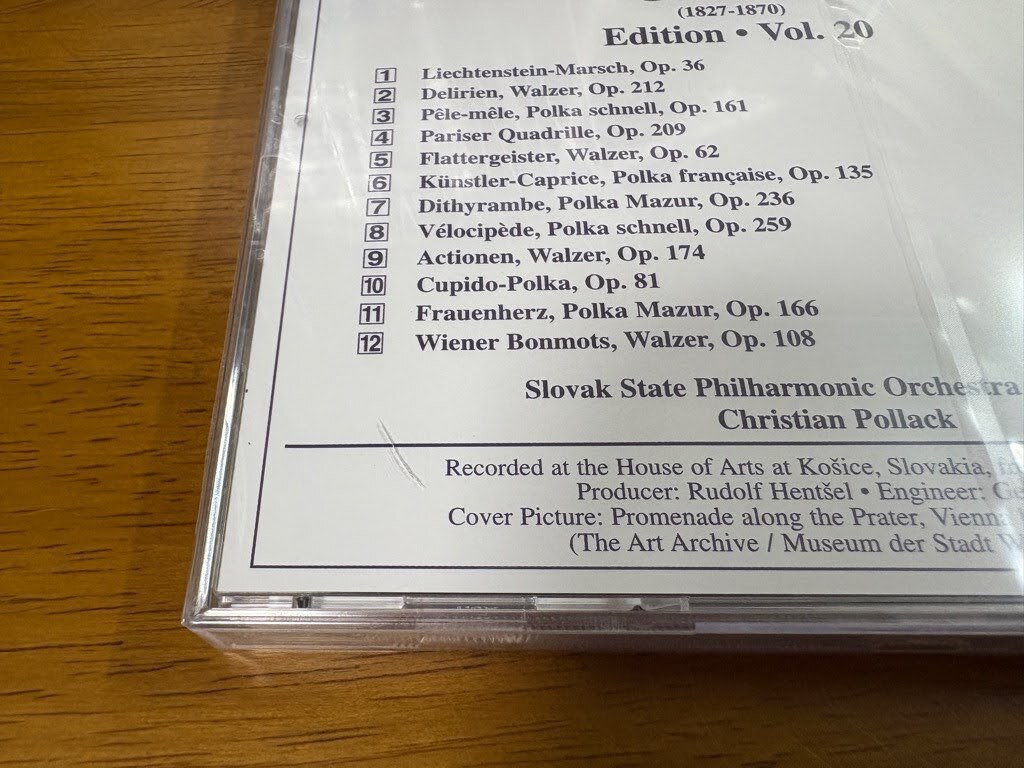 (1827-1870)
Edition • Vol. 20
1 Liechtenstein-Marsch, Op. 36
2 Delirien, Walzer, Op. 212
3 Pêle-mêle, Polka schnell, Op. 161
4 Pariser Quadrille, Op. 209
5 Flattergeister, Walzer, Op. 62
6 Künstler-Caprice, Polka française, Op. 135
7 Dithyrambe, Polka Mazur, Op. 236
8 Vélocipède, Polka schnell, Op. 259
9 Actionen, Walzer, Op. 174
10 Cupido-Polka, Op. 81
11 Frauenherz, Polka Mazur, Op. 166
12 Wiener Bonmots, Walzer, Op. 108
Slovak State Philharmonic Orchestra
Christian Pollack
Recorded at the House of Arts at Košice, Slovakia,
Producer: Rudolf Hentšel • Engineer:
Cover Picture: Promenade along the Prater, Vienna
(The Art Archive / Museum der Stadt